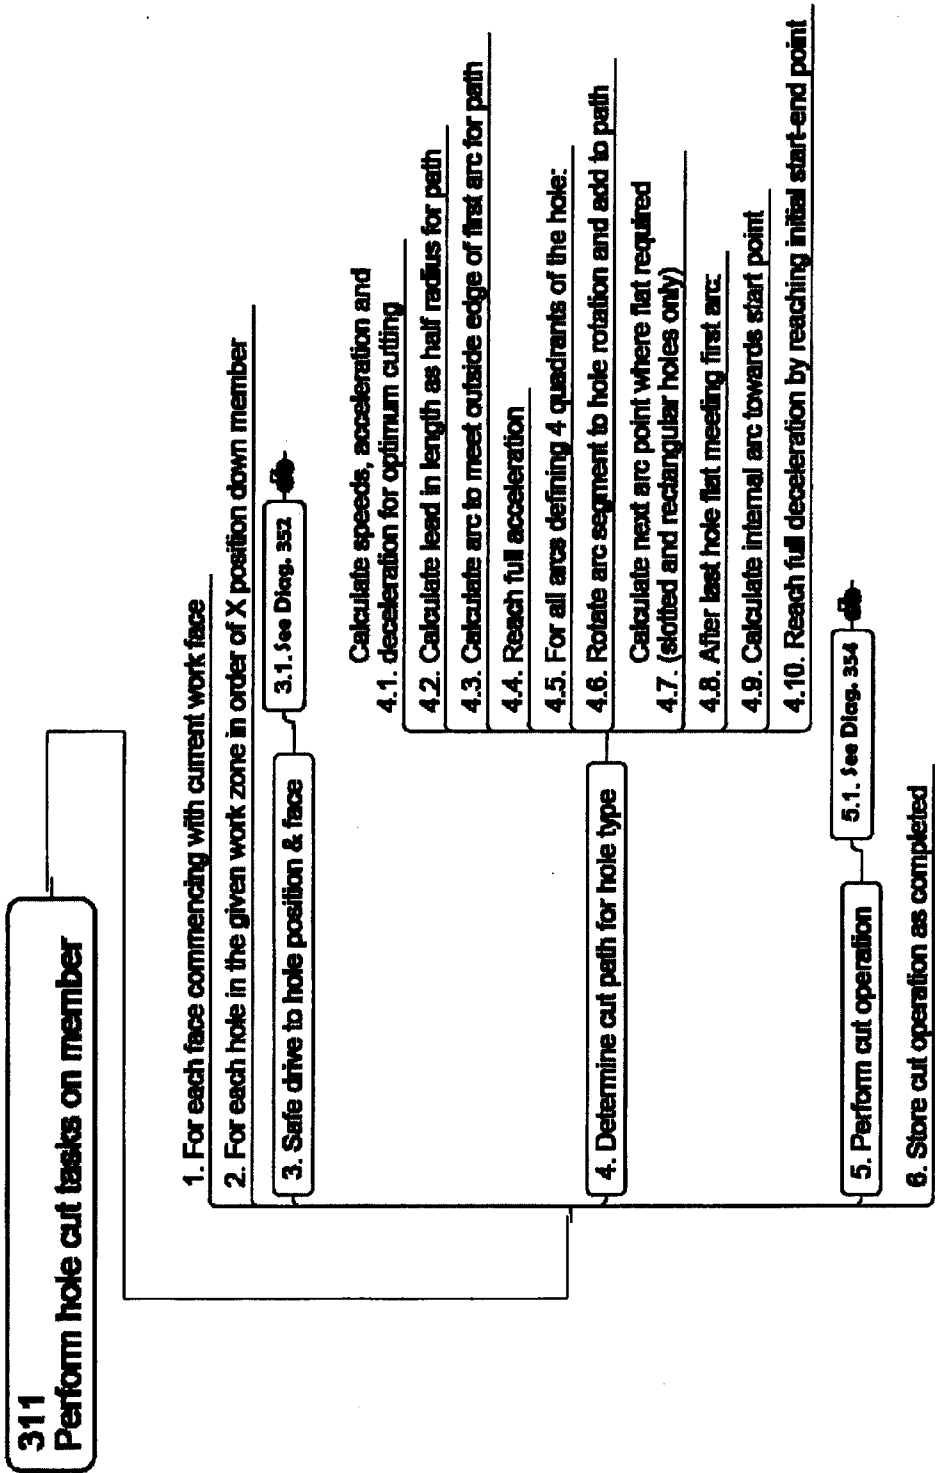 311
Perform hole cut tasks on member
1. For each face commencing with current work face
2. For each hole in the given work zone in order of X position down member
3. Safe drive to hole position & face
3.1. See Diag. 352
4. Determine cut path for hole type
Calculate speeds, acceleration and
4.1. deceleration for optimum cutting
4.2. Calculate lead in length as half radius for path
4.3. Calculate arc to meet outside edge of first arc for path
4.4. Reach full acceleration
4.5. For all arcs defining 4 quadrants of the hole:
4.6. Rotate arc segment to hole rotation and add to path
Calculate next arc point where flat required
4.7. (slotted and rectangular holes only)
4.8. After last hole flat meeting first arc:
4.9. Calculate internal arc towards start point
4.10. Reach full deceleration by reaching initial start-end point
5. Perform cut operation
5.1. See Diag. 354
6. Store cut operation as completed